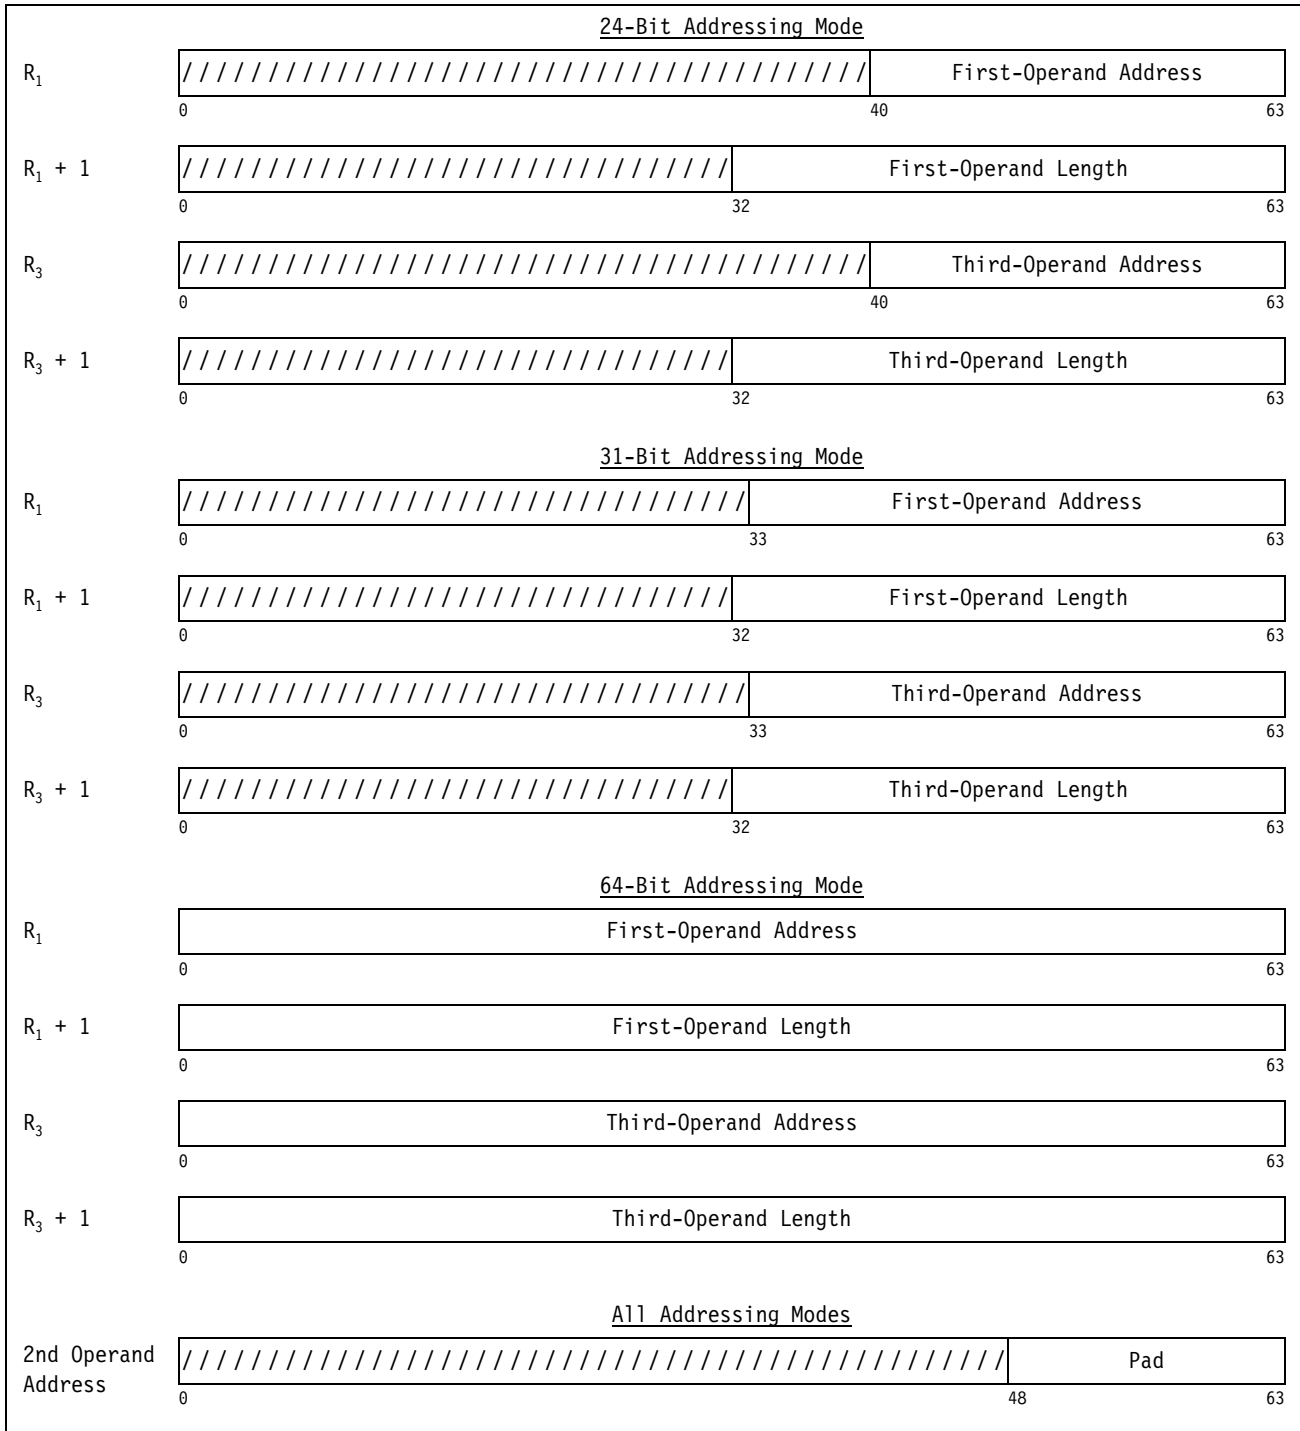 24-Bit Addressing Mode
R₁ //////////////////////////////////////// First-Operand Address
0 40 63
R₁ + 1 //////////////////////////////// First-Operand Length
0 32 63
R₃ //////////////////////////////////////// Third-Operand Address
0 40 63
R₃ + 1 //////////////////////////////// Third-Operand Length
0 32 63
31-Bit Addressing Mode
R₁ ///////////////////////////////// First-Operand Address
0 33 63
R₁ + 1 //////////////////////////////// First-Operand Length
0 32 63
R₃ ///////////////////////////////// Third-Operand Address
0 33 63
R₃ + 1 //////////////////////////////// Third-Operand Length
0 32 63
64-Bit Addressing Mode
R₁ First-Operand Address
0 63
R₁ + 1 First-Operand Length
0 63
R₃ Third-Operand Address
0 63
R₃ + 1 Third-Operand Length
0 63
All Addressing Modes
2nd Operand //////////////////////////////////////////////// Pad
Address
0 48 63